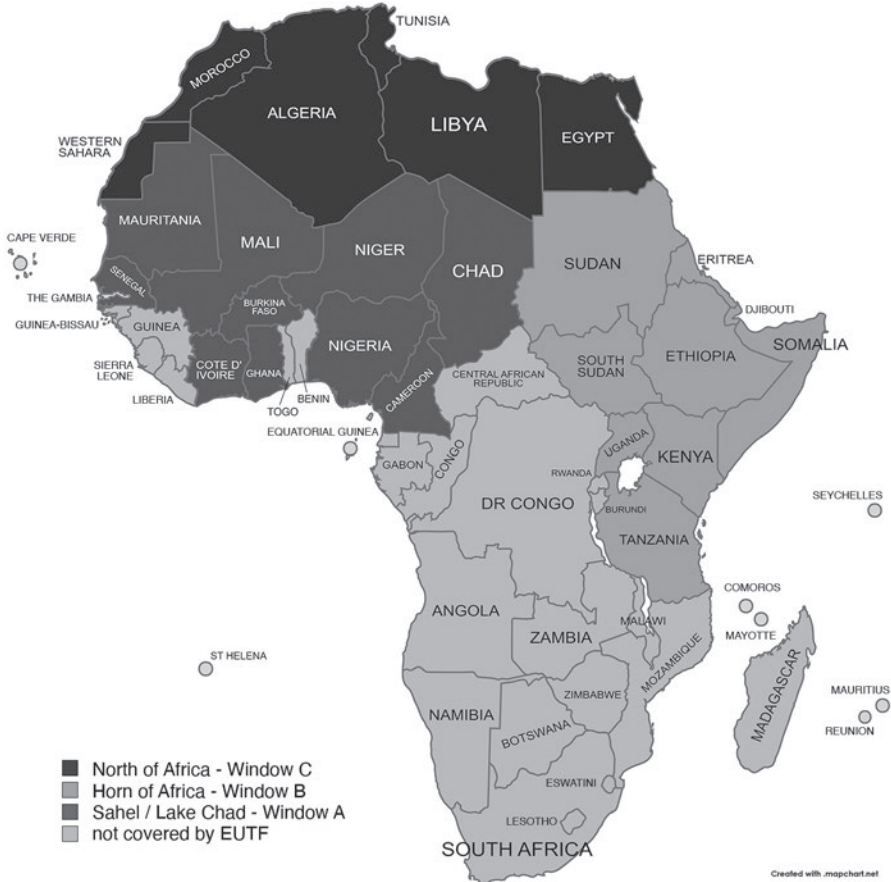 TUNISIA
MOROCCO
ALGERIA
LIBYA
EGYPT
WESTERN
SAHARA
MAURITANIA
MALI
NIGER
CHAD
SUDAN
ERITREA
CAPE VERDE
SENEGAL
THE GAMBIA
BURKINA
FASO
DJIBOUTI
GUINEA-BISSAU
GUINEA
NIGERIA
SOMALIA
SIERRA
LEONE
COTE D'
IVOIRE
GHANA
SOUTH
SUDAN
ETHIOPIA
CENTRAL AFRICAN
REPUBLIC
CAMEROON
LIBERIA
TOGO
BENIN
EQUATORIAL GUINEA
UGANDA
KENYA
GABON
CONGO
RWANDA
DR CONGO
BURUNDI
SEYCHELLES
TANZANIA
COMOROS
ANGOLA
MALAWI
ZAMBIA
MAYOTTE
ST HELENA
MOZAMBIQUE
MADAGASCAR
MAURITIUS
NAMIBIA
ZIMBABWE
REUNION
BOTSWANA
ESWATINI
LESOTHO
SOUTH AFRICA
North of Africa - Window C
Horn of Africa - Window B
Sahel / Lake Chad - Window A
not covered by EUTF
Created with .mapchart.net